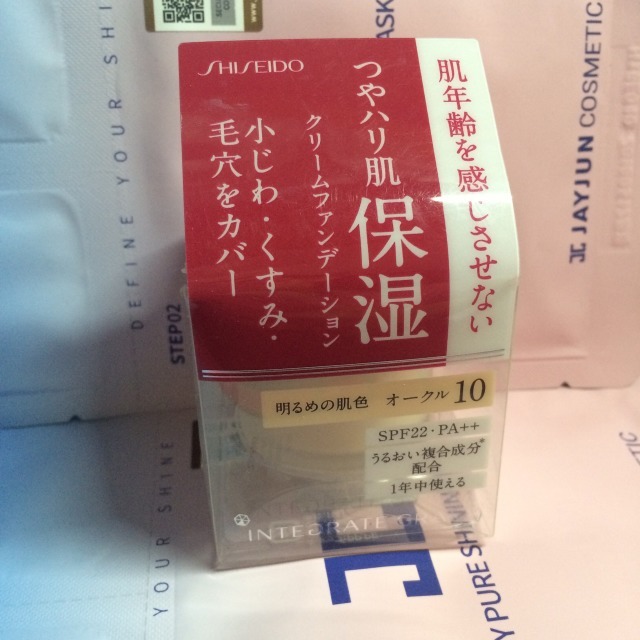 SHISEIDO
肌年齢を感じさせない
つやハリ肌
保湿
クリームファンデーション
小じわ・くすみ・
毛穴をカバー
明るめの肌色 オークル10
SPF22・PA++
うるおい複合成分*
配合
1年中使える
INTEGRATE
DEFINE YOUR
STEP02
YOUR SHINE
MASK
JAYJUN COSMETIC
PURE SHINING